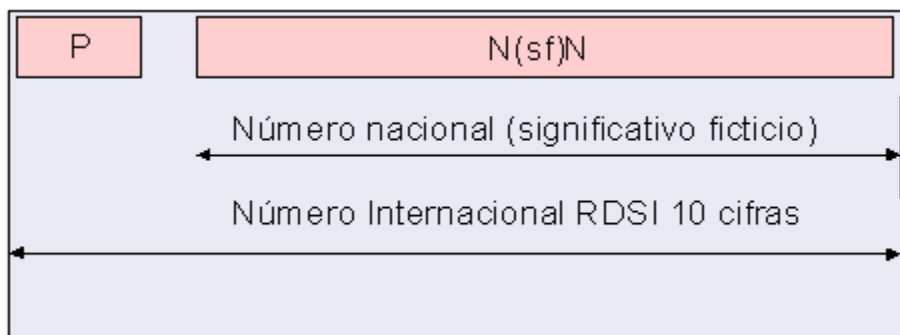 P
N(sf)N
Número nacional (significativo ficticio)
Número Internacional RDSI 10 cifras